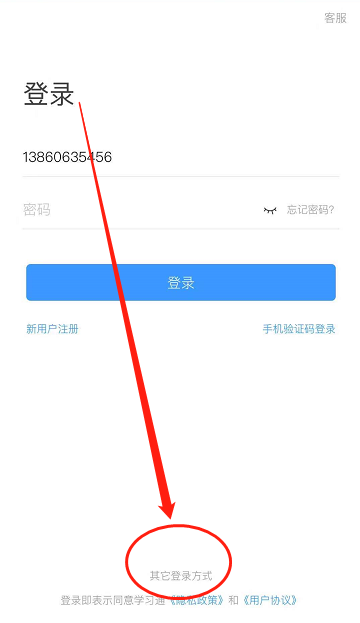 客服
登录
13860635456
密码 忘记密码?
登录
新用户注册 手机验证码登录
其它登录方式
登录即表示同意学习通《隐私政策》和《用户协议》